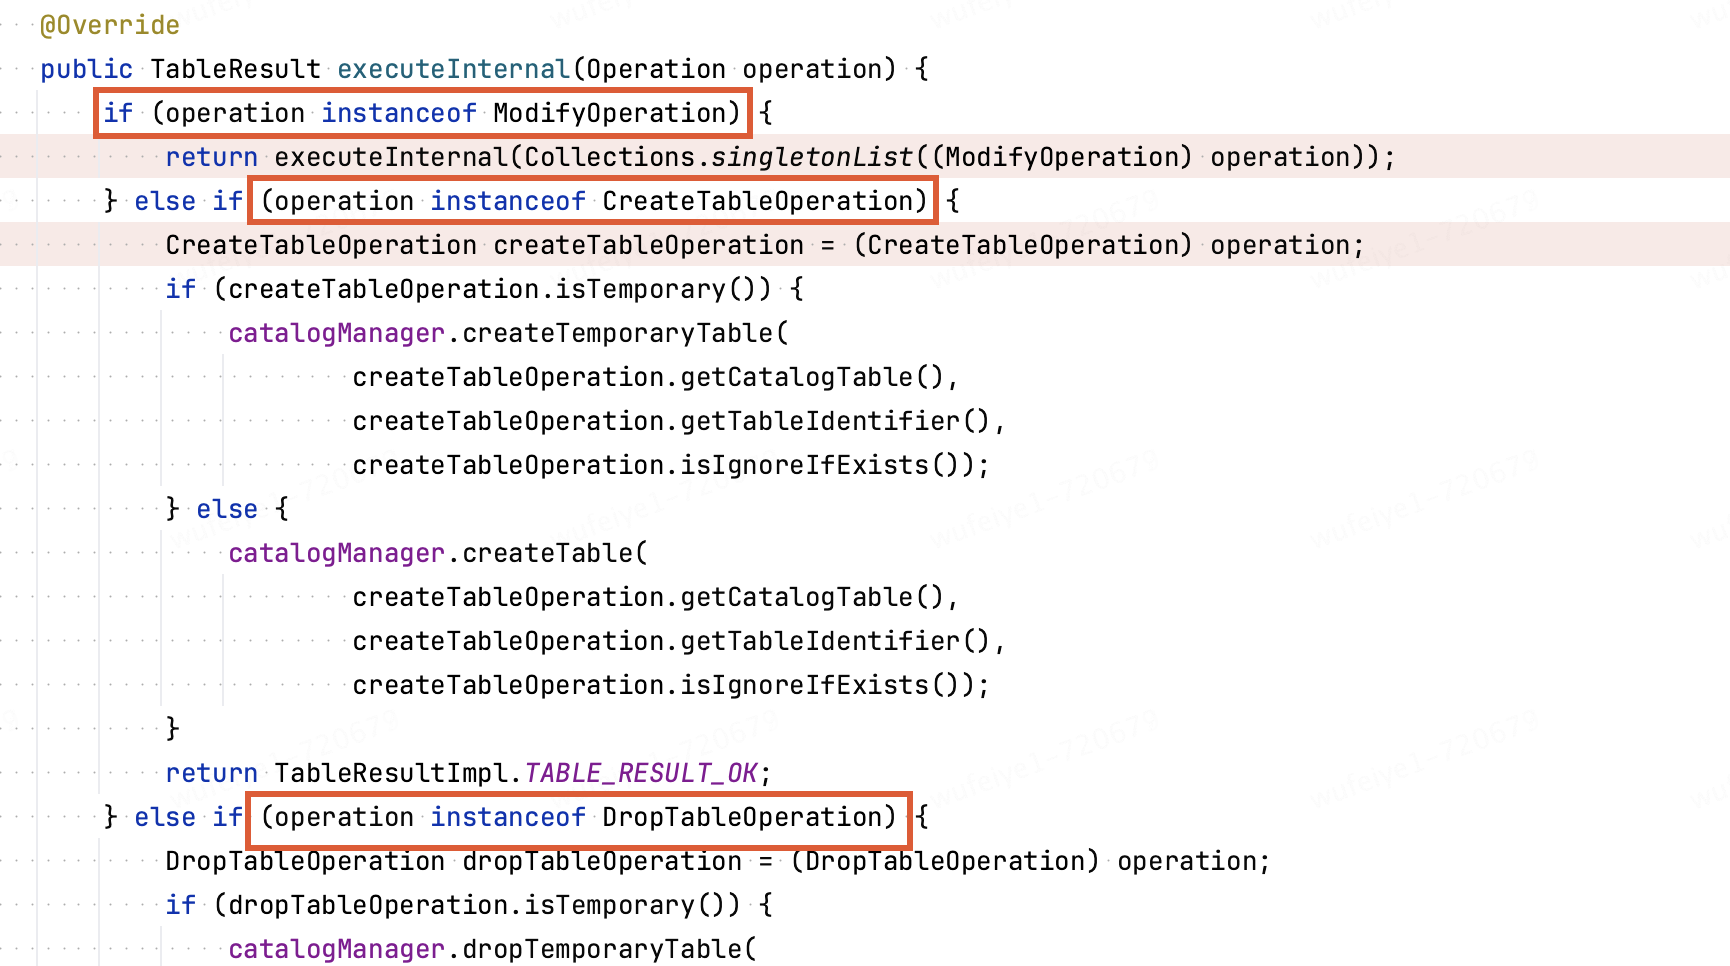 @Override
public TableResult executeInternal(Operation operation) {
if (operation instanceof ModifyOperation) {
return executeInternal(Collections.singletonList((ModifyOperation) operation));
} else if (operation instanceof CreateTableOperation) {
CreateTableOperation createTableOperation = (CreateTableOperation) operation;
if (createTableOperation.isTemporary()) {
catalogManager.createTemporaryTable(
createTableOperation.getCatalogTable(),
createTableOperation.getTableIdentifier(),
createTableOperation.isIgnoreIfExists());
} else {
catalogManager.createTable(
createTableOperation.getCatalogTable(),
createTableOperation.getTableIdentifier(),
createTableOperation.isIgnoreIfExists());
}
return TableResultImpl.TABLE_RESULT_OK;
} else if (operation instanceof DropTableOperation) {
DropTableOperation dropTableOperation = (DropTableOperation) operation;
if (dropTableOperation.isTemporary()) {
catalogManager.dropTemporaryTable(
wufeiye1-720679